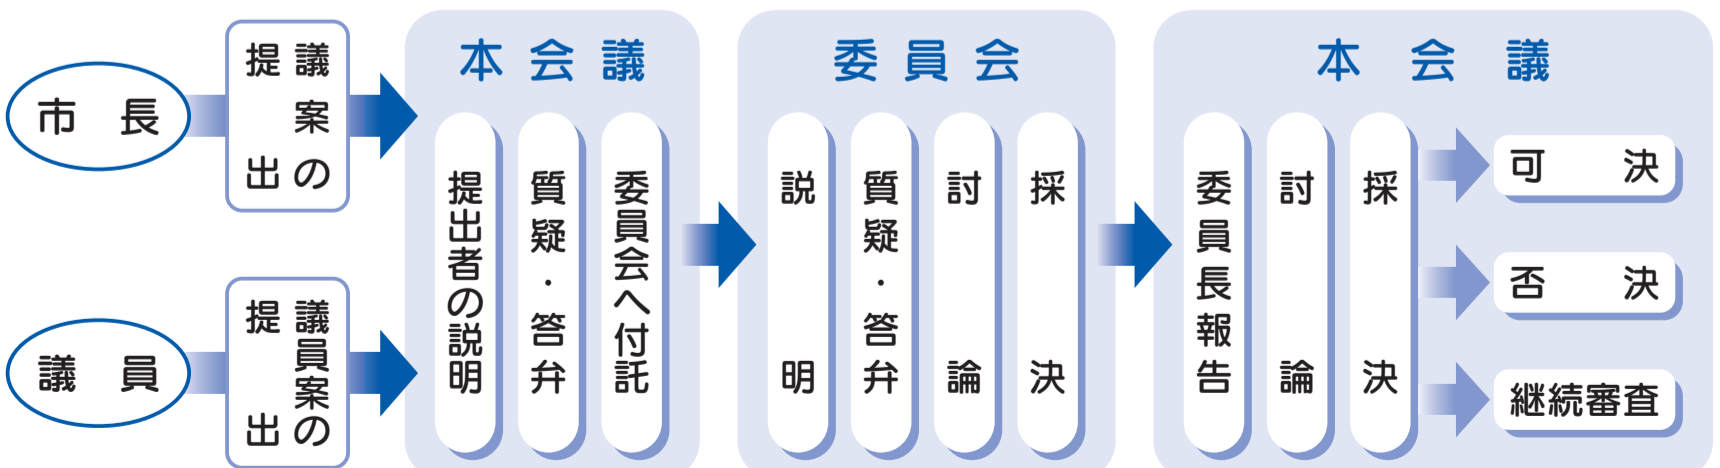 市長
議案の
提出
議員
議員案の
提出
本会議
提出者の説明
質疑・答弁
委員会へ付託
委員会
説明
質疑・答弁
討論
採決
本会議
委員長報告
討論
採決
可決
否決
継続審査